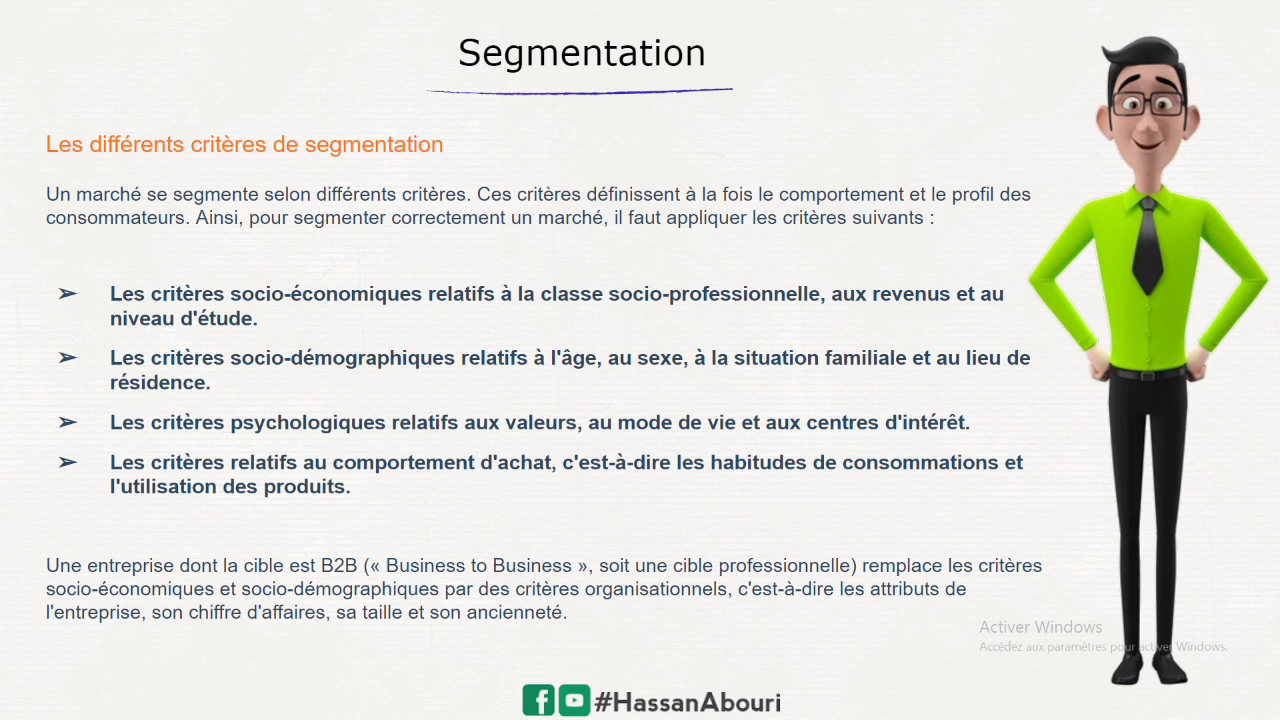 Segmentation
Les différents critères de segmentation
Un marché se segmente selon différents critères. Ces critères définissent à la fois le comportement et le profil des
consommateurs. Ainsi, pour segmenter correctement un marché, il faut appliquer les critères suivants :
➢ Les critères socio-économiques relatifs à la classe socio-professionnelle, aux revenus et au
niveau d'étude.
➢ Les critères socio-démographiques relatifs à l'âge, au sexe, à la situation familiale et au lieu de
résidence.
➢ Les critères psychologiques relatifs aux valeurs, au mode de vie et aux centres d'intérêt.
➢ Les critères relatifs au comportement d'achat, c'est-à-dire les habitudes de consommations et
l'utilisation des produits.
Une entreprise dont la cible est B2B (« Business to Business », soit une cible professionnelle) remplace les critères
socio-économiques et socio-démographiques par des critères organisationnels, c'est-à-dire les attributs de
l'entreprise, son chiffre d'affaires, sa taille et son ancienneté.
Activer Windows
Accédez aux paramètres pour activer Windows.
#HassanAbouri